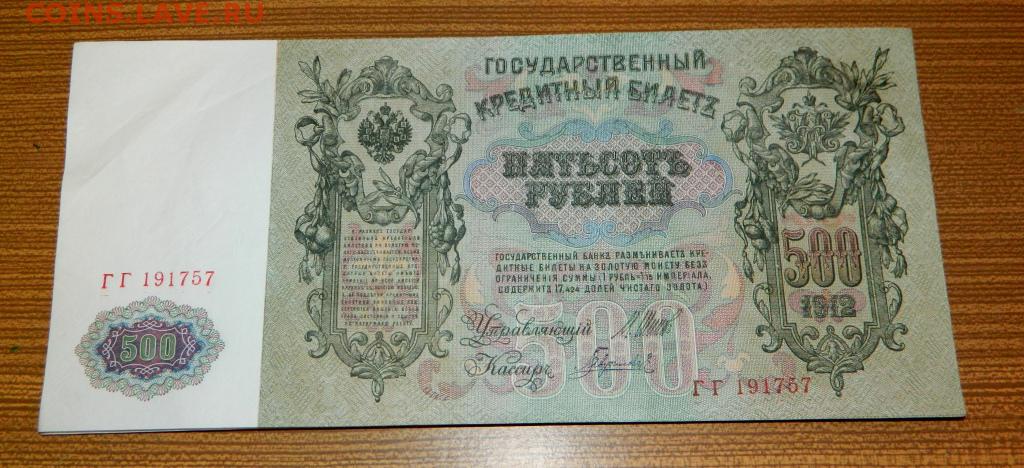 COINS.LAVE.RU
ГОСУДАРСТВЕННЫЙ
КРЕДИТНЫЙ БИЛЕТЪ
ПЯТЬСОТЪ
РУБЛЕЙ
ГОСУДАРСТВЕННЫЙ БАНКЪ РАЗМѢНИВАЕТЪ КРЕ-
ДИТНЫЕ БИЛЕТЫ НА ЗОЛОТУЮ МОНЕТУ БЕЗЪ
ОГРАНИЧЕНІЯ СУММЫ (1 РУБЛЬ=1/15 ИМПЕРІАЛА,
СОДЕРЖИТЪ 17,424 ДОЛЕЙ ЧИСТАГО ЗОЛОТА.)
Управляющій
Кассиръ
500
500
1912
ГГ 191757
ГГ 191757
500